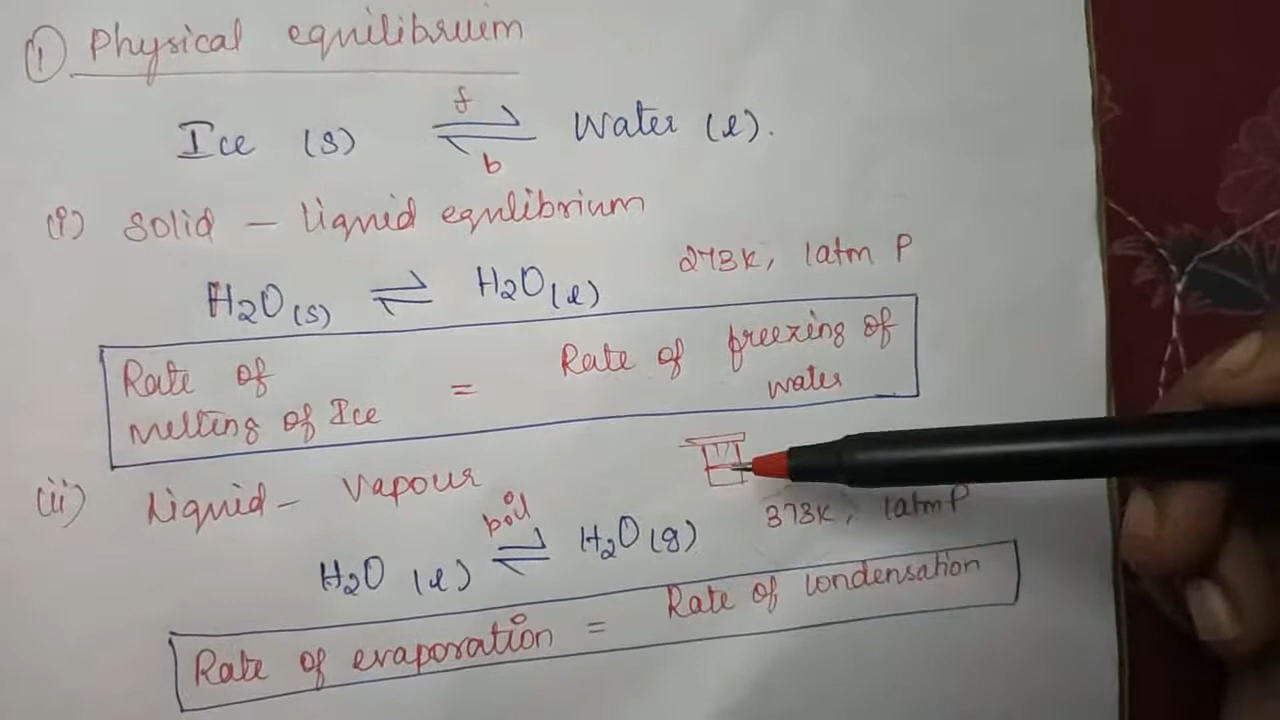 ① Physical equilibruim
f
Ice (s) ⇌ Water (l).
b
(i) Solid - liquid equilibrium
273K, 1atm P
H2O(s) ⇌ H2O(l)
Rate of melting of Ice = Rate of freezing of water
(ii) Liquid - Vapour
boil
373K, 1atm P
H2O (l) ⇌ H2O (g)
Rate of evaporation = Rate of condensation